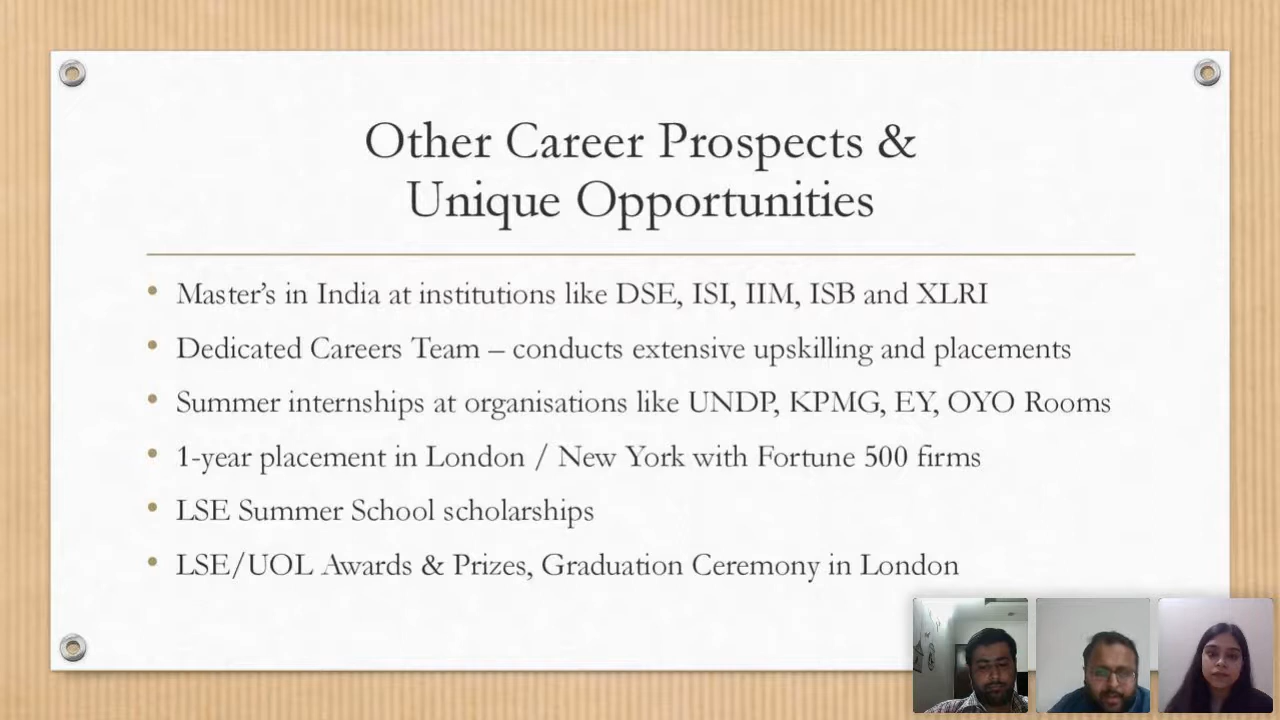 Other Career Prospects &
Unique Opportunities
• Master's in India at institutions like DSE, ISI, IIM, ISB and XLRI
• Dedicated Careers Team – conducts extensive upskilling and placements
• Summer internships at organisations like UNDP, KPMG, EY, OYO Rooms
• 1-year placement in London / New York with Fortune 500 firms
• LSE Summer School scholarships
• LSE/UOL Awards & Prizes, Graduation Ceremony in London